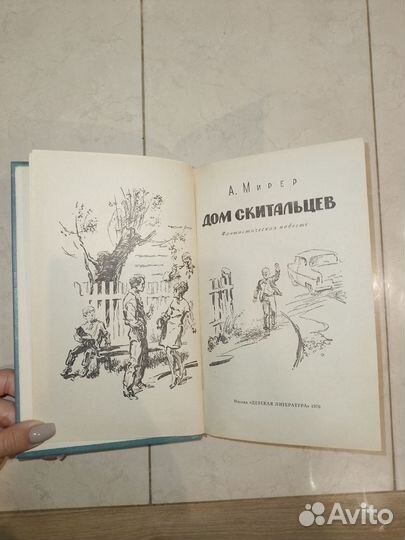 А. Мирер
ДОМ СКИТАЛЬЦЕВ
Фантастическая повесть
Москва «ДЕТСКАЯ ЛИТЕРАТУРА» 1976
Avito